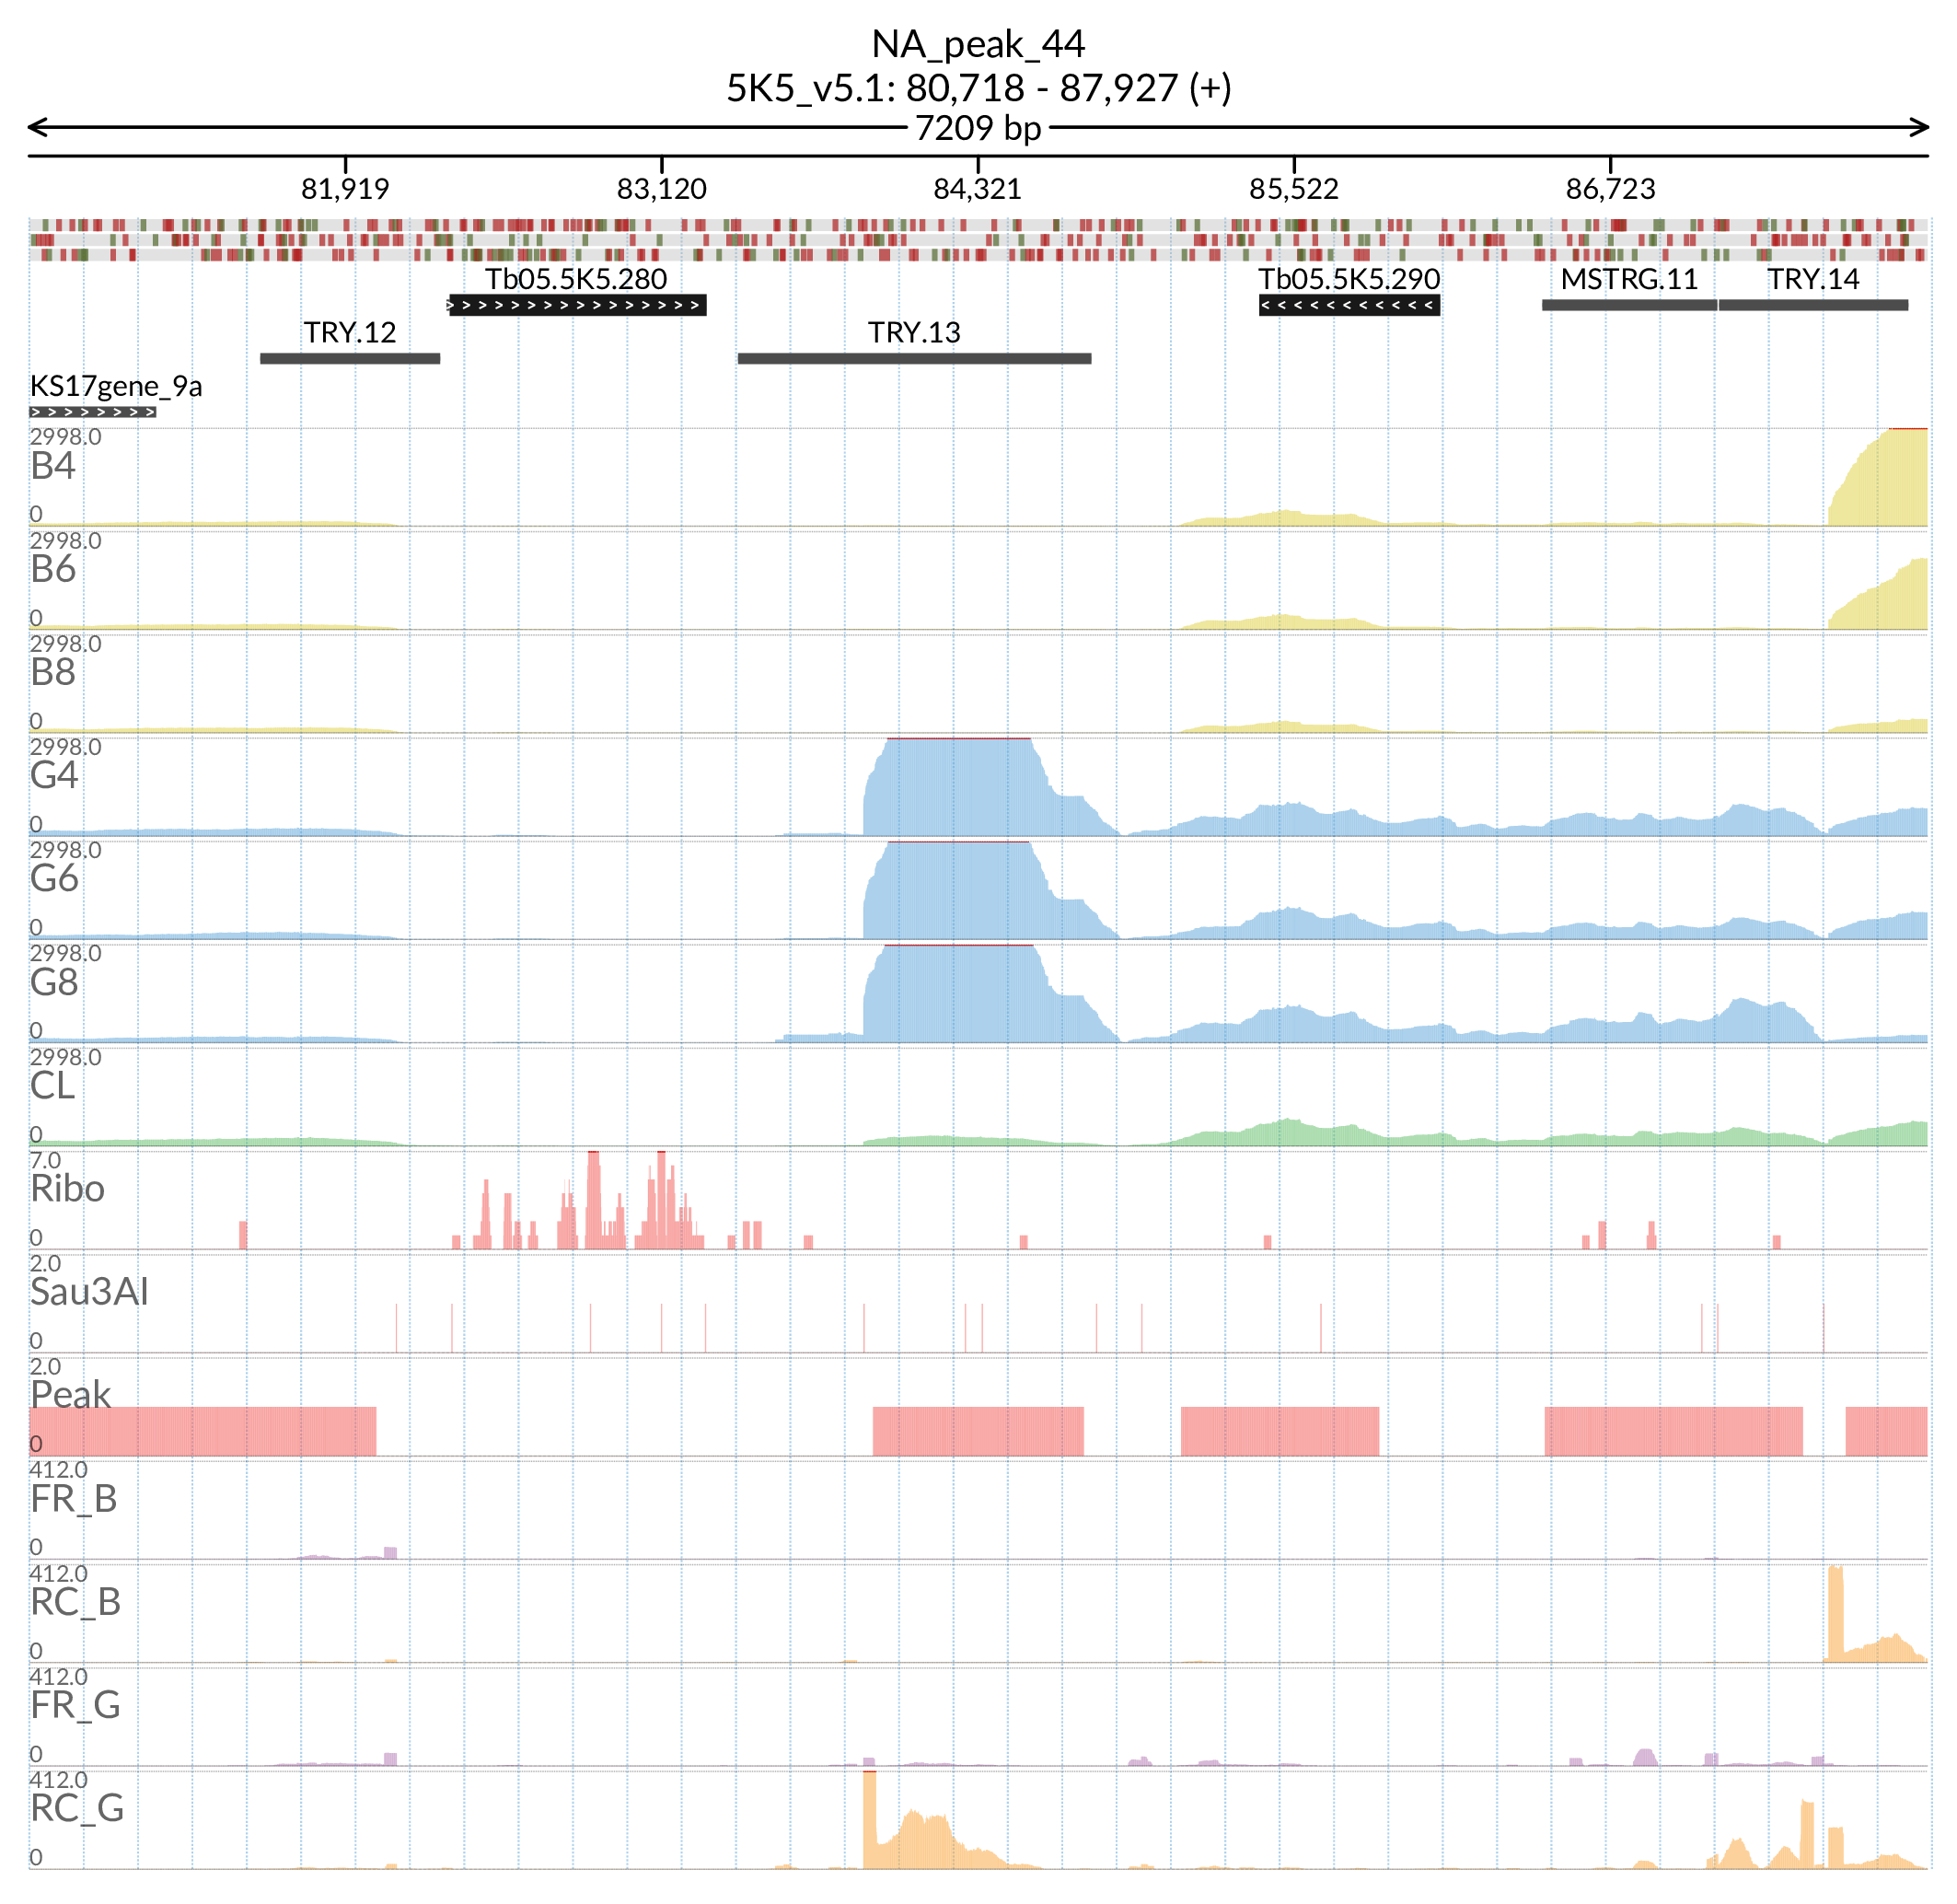 NA_peak_44
5K5_v5.1: 80,718 - 87,927 (+)
7209 bp
81,919 83,120 84,321 85,522 86,723
Tb05.5K5.280 Tb05.5K5.290 MSTRG.11 TRY.14
TRY.12 TRY.13
KS17gene_9a
2998.0
B4
0
2998.0
B6
0
2998.0
B8
0
2998.0
G4
0
2998.0
G6
0
2998.0
G8
0
2998.0
CL
0
7.0
Ribo
0
2.0
Sau3AI
0
2.0
Peak
0
412.0
FR_B
0
412.0
RC_B
0
412.0
FR_G
0
412.0
RC_G
0